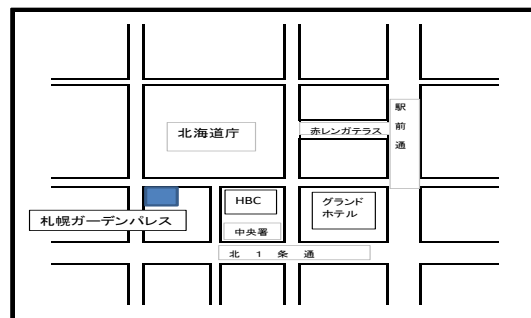 駅前通
北海道庁
赤レンガテラス
HBC
グランド
ホテル
札幌ガーデンパレス
中央署
北1条通